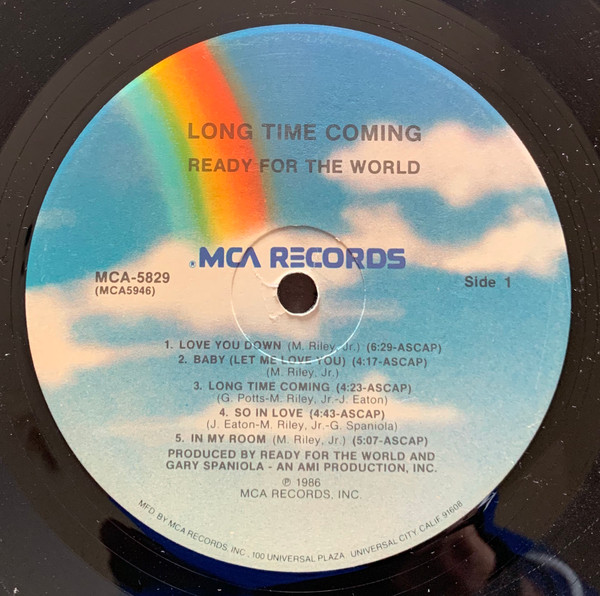 LONG TIME COMING
READY FOR THE WORLD
®MCA RECORDS
MCA-5829
(MCA5946)
Side 1
1. LOVE YOU DOWN (M. Riley, Jr.) (6:29-ASCAP)
2. BABY (LET ME LOVE YOU) (4:17-ASCAP)
(M. Riley, Jr.)
3. LONG TIME COMING (4:23-ASCAP)
(G. Potts-M. Riley, Jr.-J. Eaton)
4. SO IN LOVE (4:43-ASCAP)
(J. Eaton-M. Riley, Jr.-G. Spaniola)
5. IN MY ROOM (M. Riley, Jr.) (5:07-ASCAP)
PRODUCED BY READY FOR THE WORLD AND
GARY SPANIOLA - AN AMI PRODUCTION, INC.
℗ 1986
MCA RECORDS, INC.
MFD. BY MCA RECORDS, INC., 100 UNIVERSAL PLAZA, UNIVERSAL CITY, CALIF. 91608